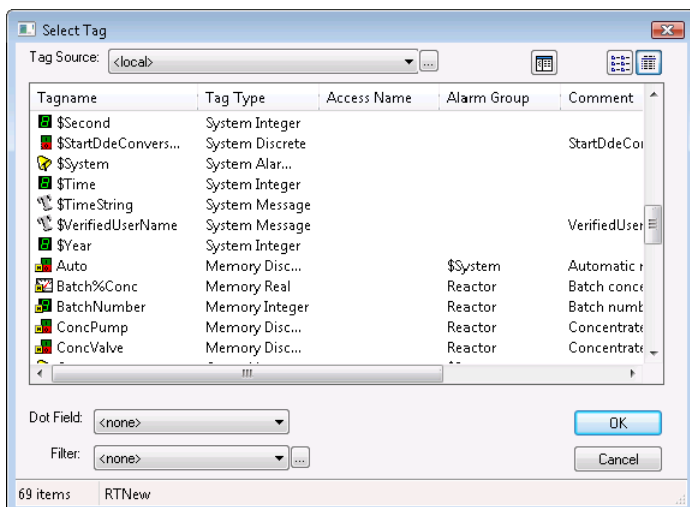 Select Tag
Tag Source: <local> ...
Tagname Tag Type Access Name Alarm Group Comment
$Second System Integer
$StartDdeConvers... System Discrete StartDdeCor
$System System Alar...
$Time System Integer
$TimeString System Message
$VerifiedUserName System Message VerifiedUser
$Year System Integer
Auto Memory Disc... $System Automatic
Batch%Conc Memory Real Reactor Batch conce
BatchNumber Memory Integer Reactor Batch numb
ConcPump Memory Disc... Reactor Concentrate
ConcValve Memory Disc... Reactor Concentrate
Dot Field: <none> OK
Filter: <none> ... Cancel
69 items RTNew